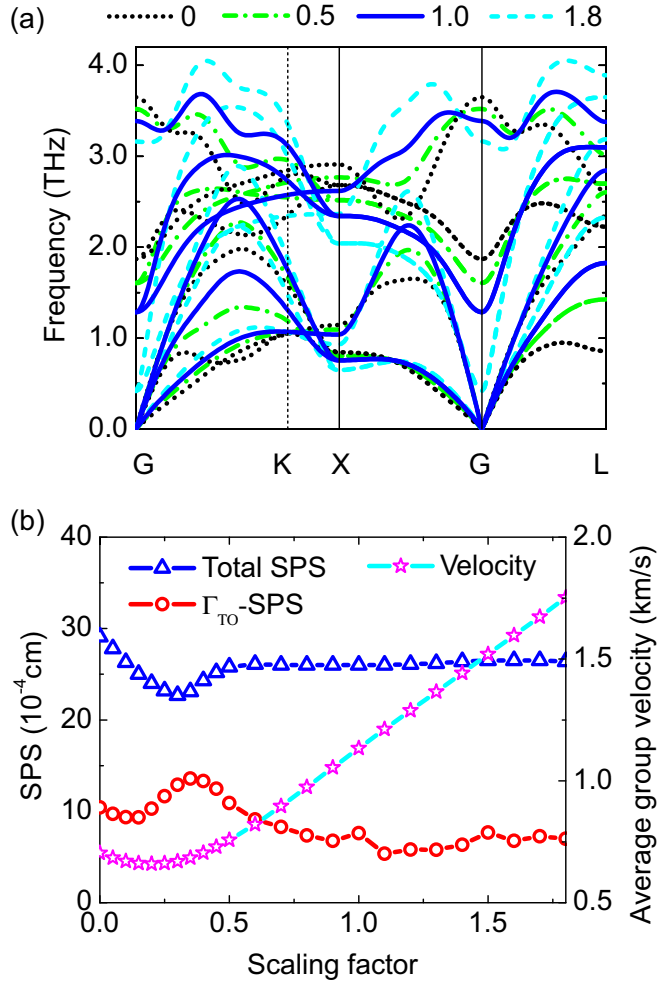 (a) 0 0.5 1.0 1.8
4.0
3.0
2.0
1.0
0.0
Frequency (THz)
G K X G L
(b)
40
30
20
10
0
SPS (10⁻⁴cm)
Total SPS Velocity
Γ_TO-SPS
2.0
1.5
1.0
0.5
Average group velocity (km/s)
0.0 0.5 1.0 1.5
Scaling factor